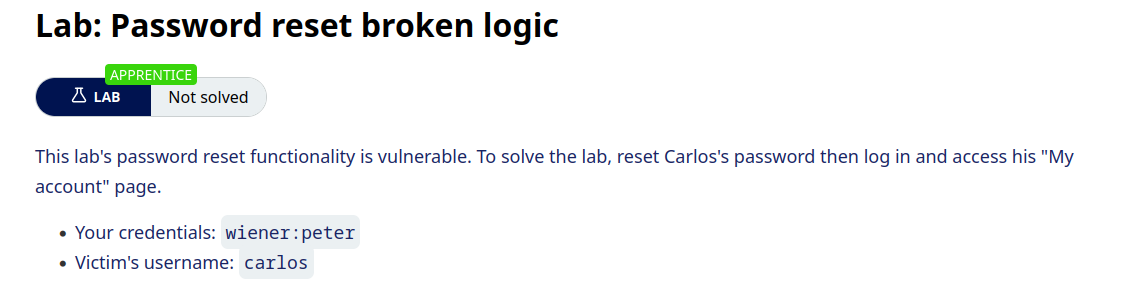 Lab: Password reset broken logic
APPRENTICE
LAB Not solved
This lab's password reset functionality is vulnerable. To solve the lab, reset Carlos's password then log in and access his "My
account" page.
• Your credentials: wiener:peter
• Victim's username: carlos